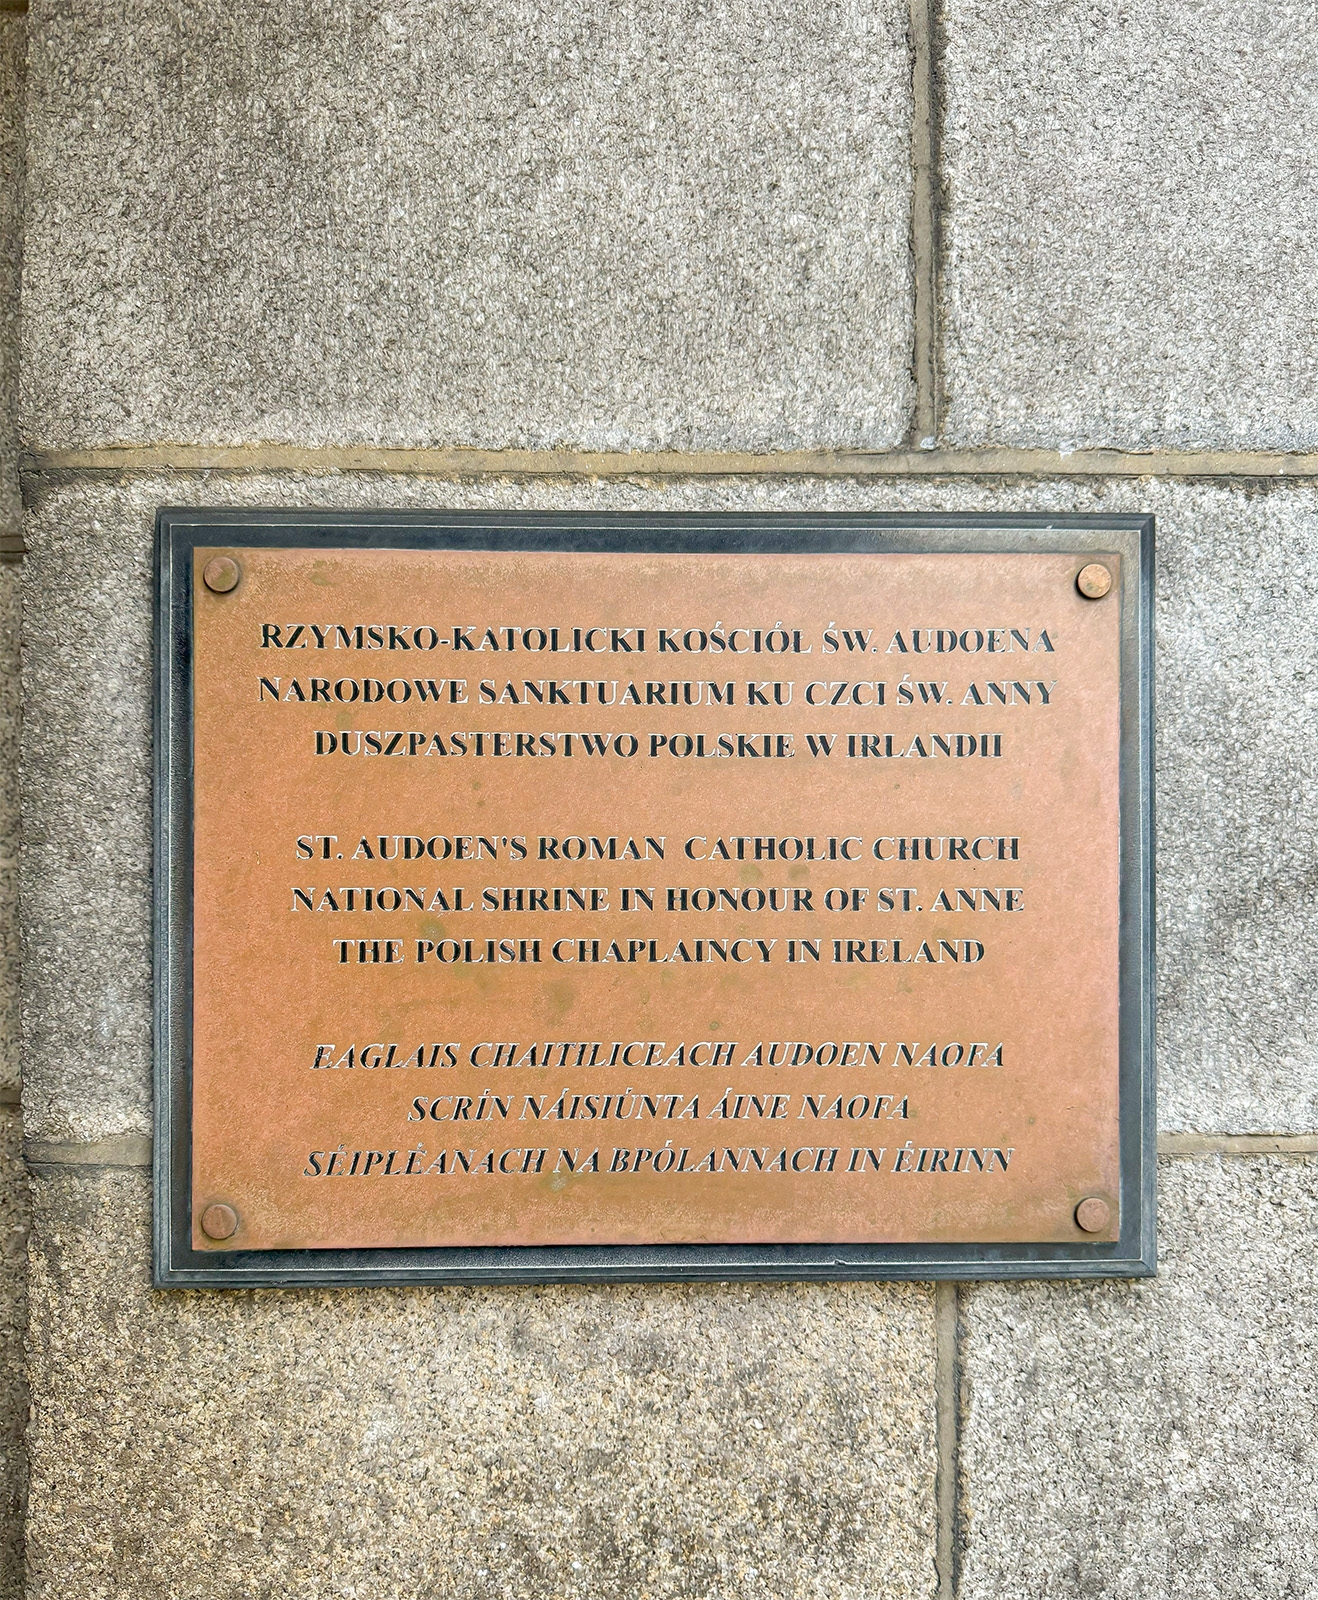 RZYMSKO-KATOLICKI KOŚCIÓŁ ŚW. AUDOENA
NARODOWE SANKTUARIUM KU CZCI ŚW. ANNY
DUSZPASTERSTWO POLSKIE W IRLANDII
ST. AUDOEN'S ROMAN CATHOLIC CHURCH
NATIONAL SHRINE IN HONOUR OF ST. ANNE
THE POLISH CHAPLAINCY IN IRELAND
EAGLAIS CHAITILICEACH AUDOEN NAOFA
SCRÍN NÁISIÚNTA ÁINE NAOFA
SÉIPLÊANACH NA BPÓLANNACH IN ÉIRINN